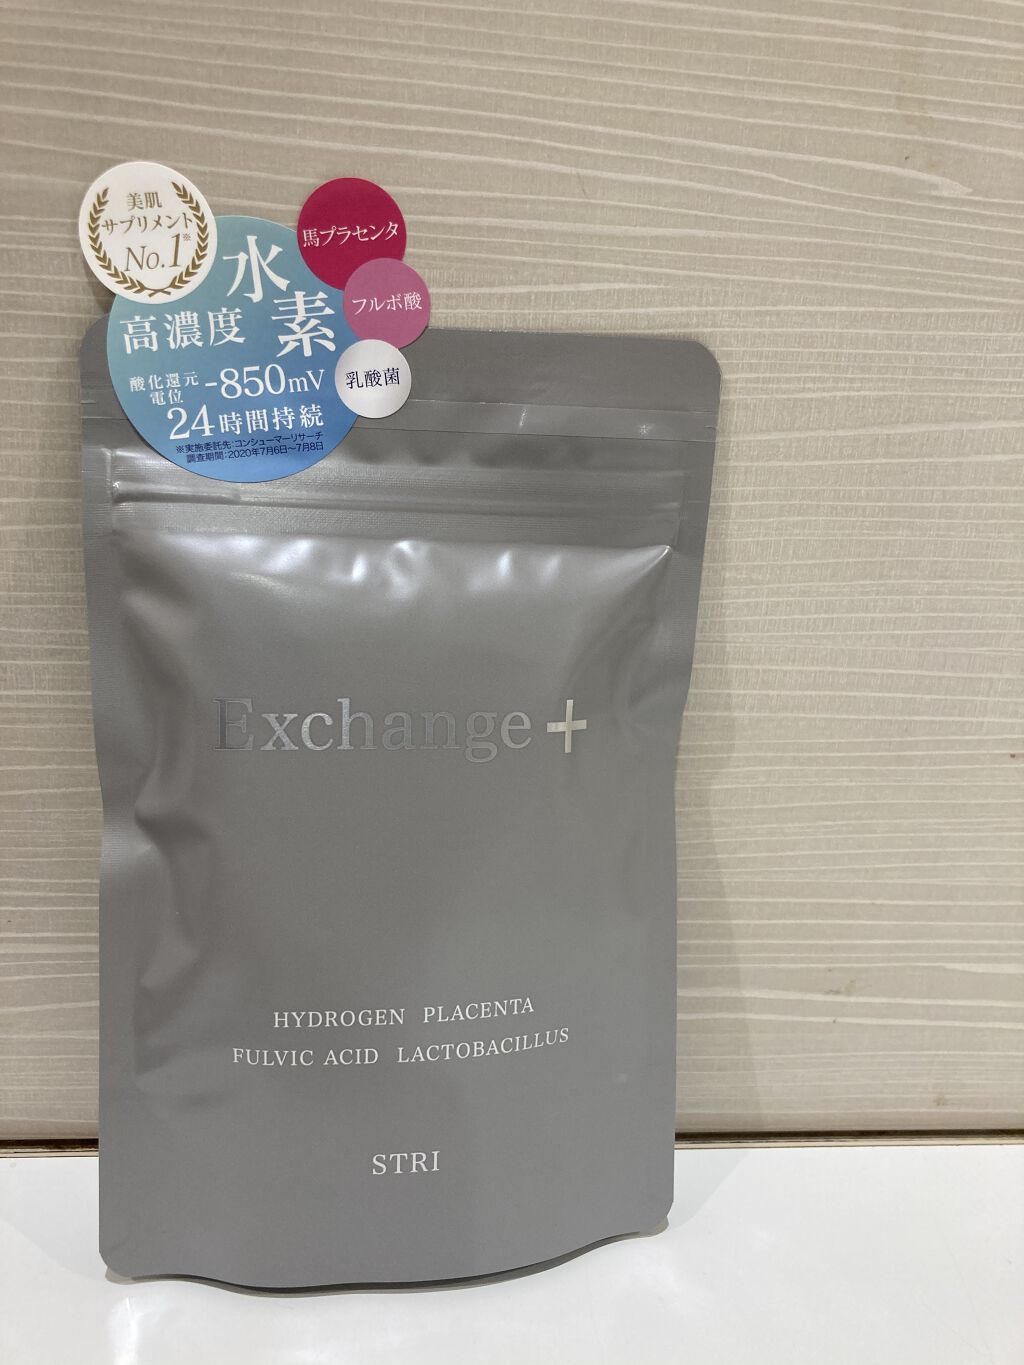 美肌
サプリメント
No.1※
馬プラセンタ
フルボ酸
乳酸菌
水素
高濃度
酸化還元
電位
-850mV
24時間持続
※実施委託先:コンシューマーリサーチ
調査期間:2020年7月6日〜7月8日
Exchange+
HYDROGEN PLACENTA
FULVIC ACID LACTOBACILLUS
STRI